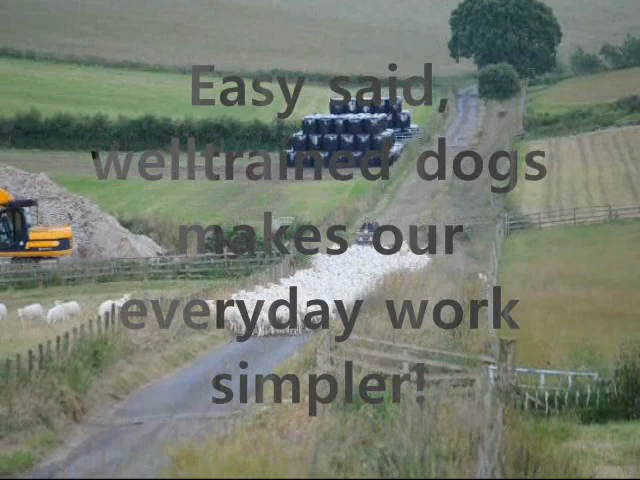 Easy said,
welltrained dogs
makes our
everyday work
simpler!